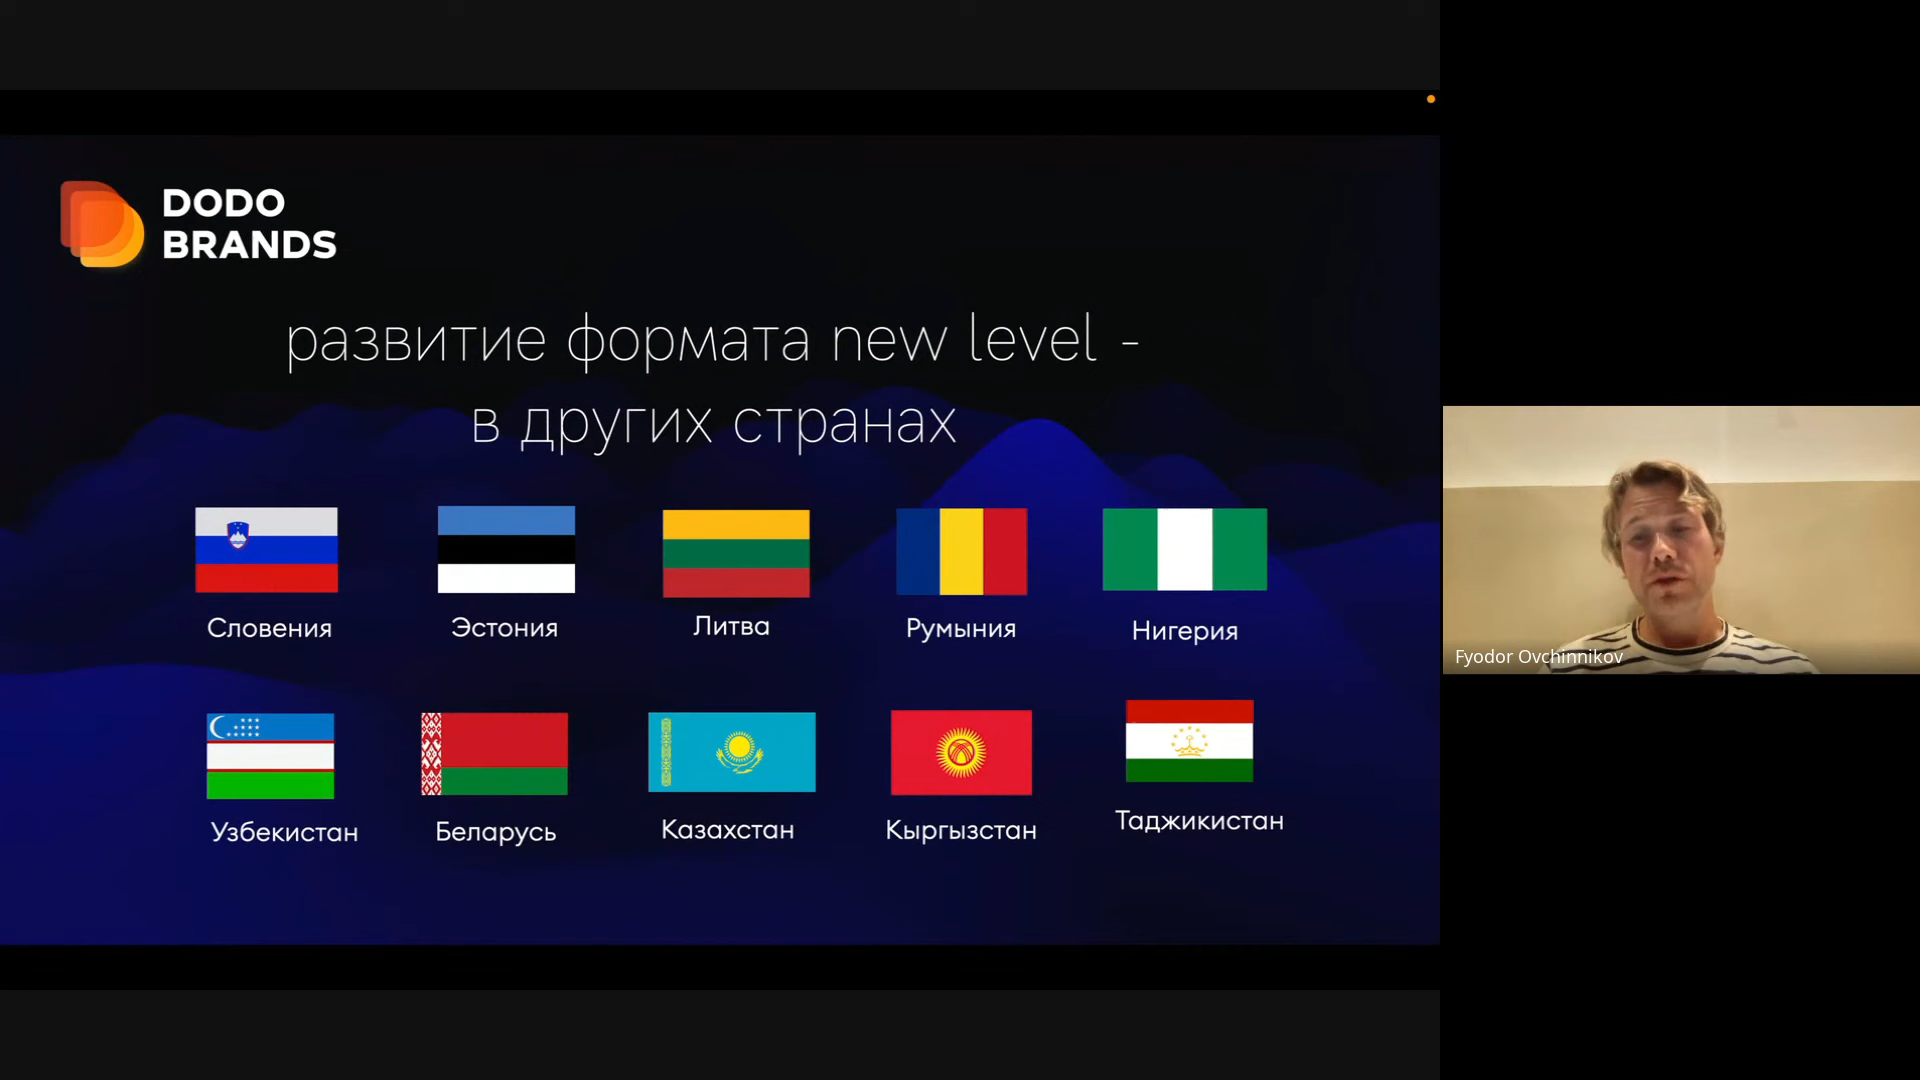 DODO
BRANDS
развитие формата new level -
в других странах
Словения
Эстония
Литва
Румыния
Нигерия
Узбекистан
Беларусь
Казахстан
Кыргызстан
Таджикистан
Fyodor Ovchinnikov